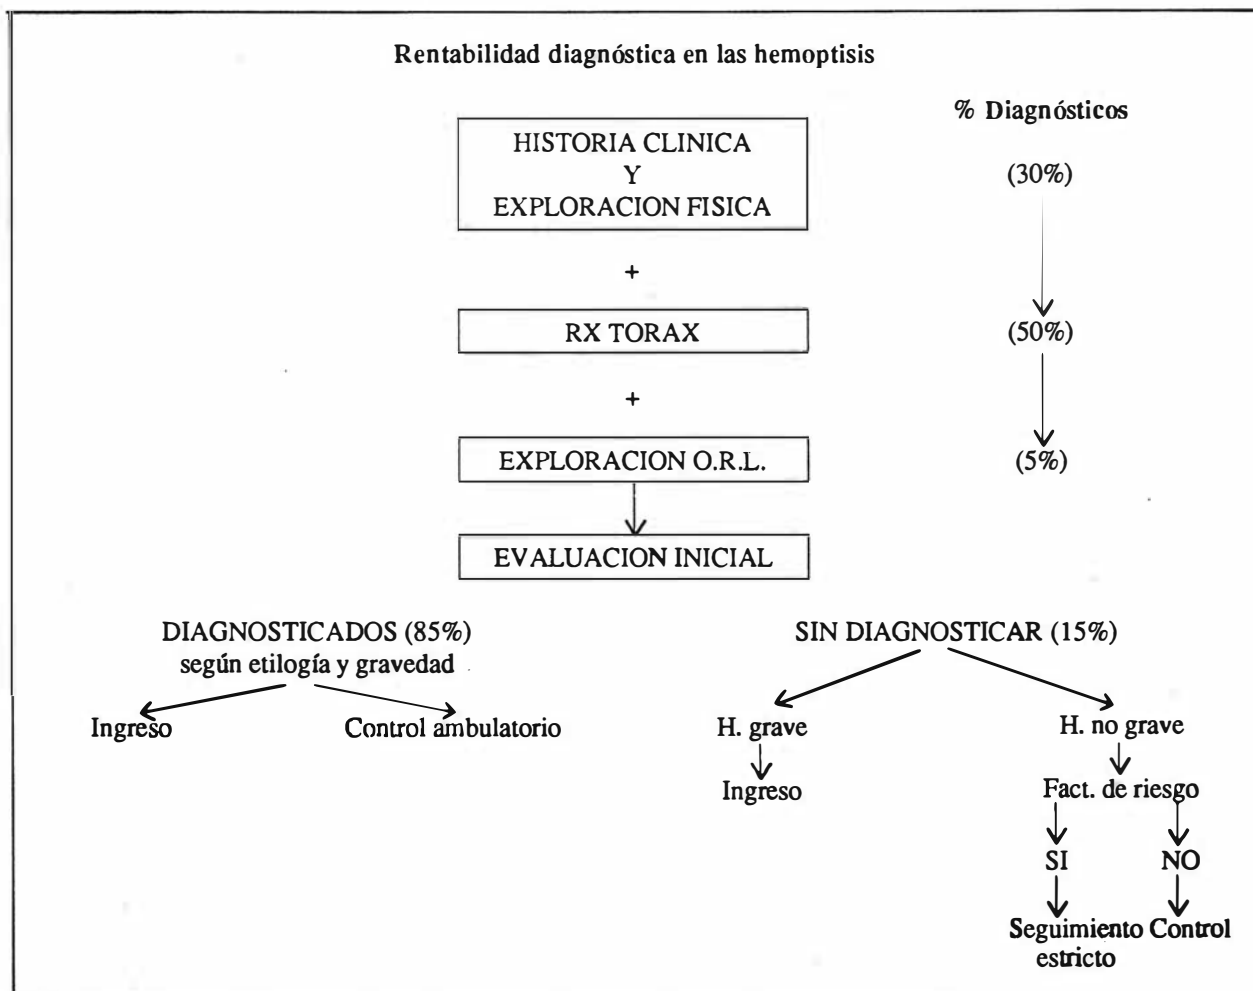 Rentabilidad diagnóstica en las hemoptisis
% Diagnósticos
HISTORIA CLINICA
Y
EXPLORACION FISICA
(30%)
+
RX TORAX
(50%)
+
EXPLORACION O.R.L.
(5%)
EVALUACION INICIAL
DIAGNOSTICADOS (85%)
según etilogía y gravedad
Ingreso
Control ambulatorio
SIN DIAGNOSTICAR (15%)
H. grave
Ingreso
H. no grave
Fact. de riesgo
SI
NO
Seguimiento
estricto
Control